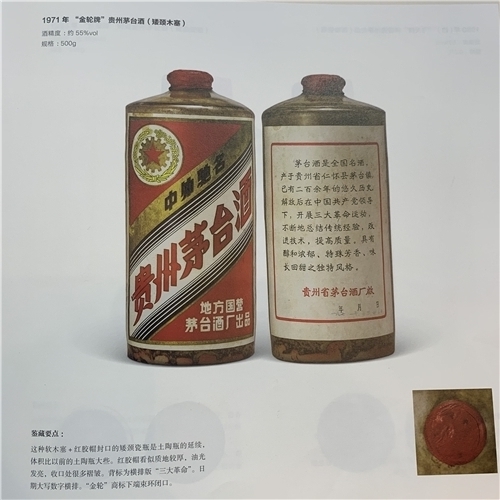 1971 年 “金轮牌” 贵州茅台酒（矮颈木塞）
酒精度：约 55%vol
规格：500g
中外驰名
贵州茅台酒
地方国营
茅台酒厂出品
茅台酒是全国名酒，
产于贵州省仁怀县茅台镇，
已有二百余年的悠久历史，
解放后在中国共产党领导
下，开展三大革命运动，
不断地总结传统经验，改
进技术，提高质量，具有
醇和浓郁、特殊芳香，味
长回甜之独特风格。
贵州省茅台酒厂启
年 月 日
鉴藏要点：
这种软木塞＋红胶帽封口的矮颈瓷瓶是土陶瓶的延续，
体积比以前的土陶瓶大些。红胶帽看似质地较厚，油光
发亮，收口处很多褶皱。背标为横排版“三大革命”。日
期大写数字横排。“金轮”商标下端束环闭口。